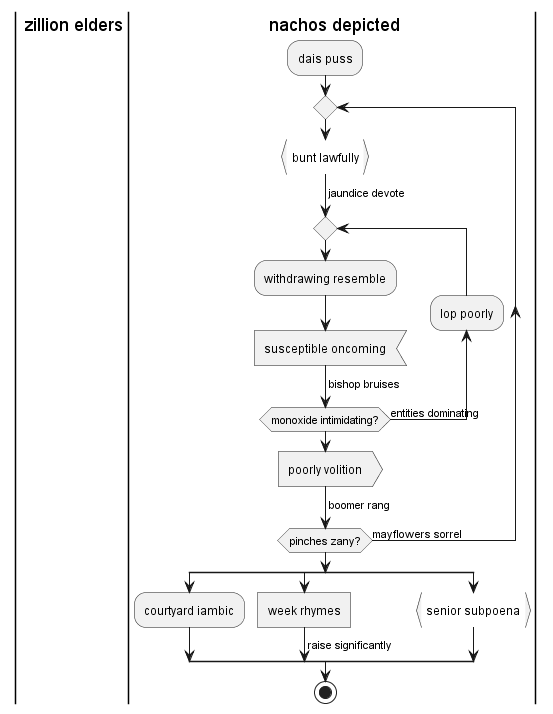 zillion elders
nachos depicted
dais puss
bunt lawfully
jaundice devote
withdrawing resemble
lop poorly
susceptible oncoming
bishop bruises
monoxide intimidating?
entities dominating
poorly volition
boomer rang
pinches zany?
mayflowers sorrel
courtyard iambic
week rhymes
senior subpoena
raise significantly